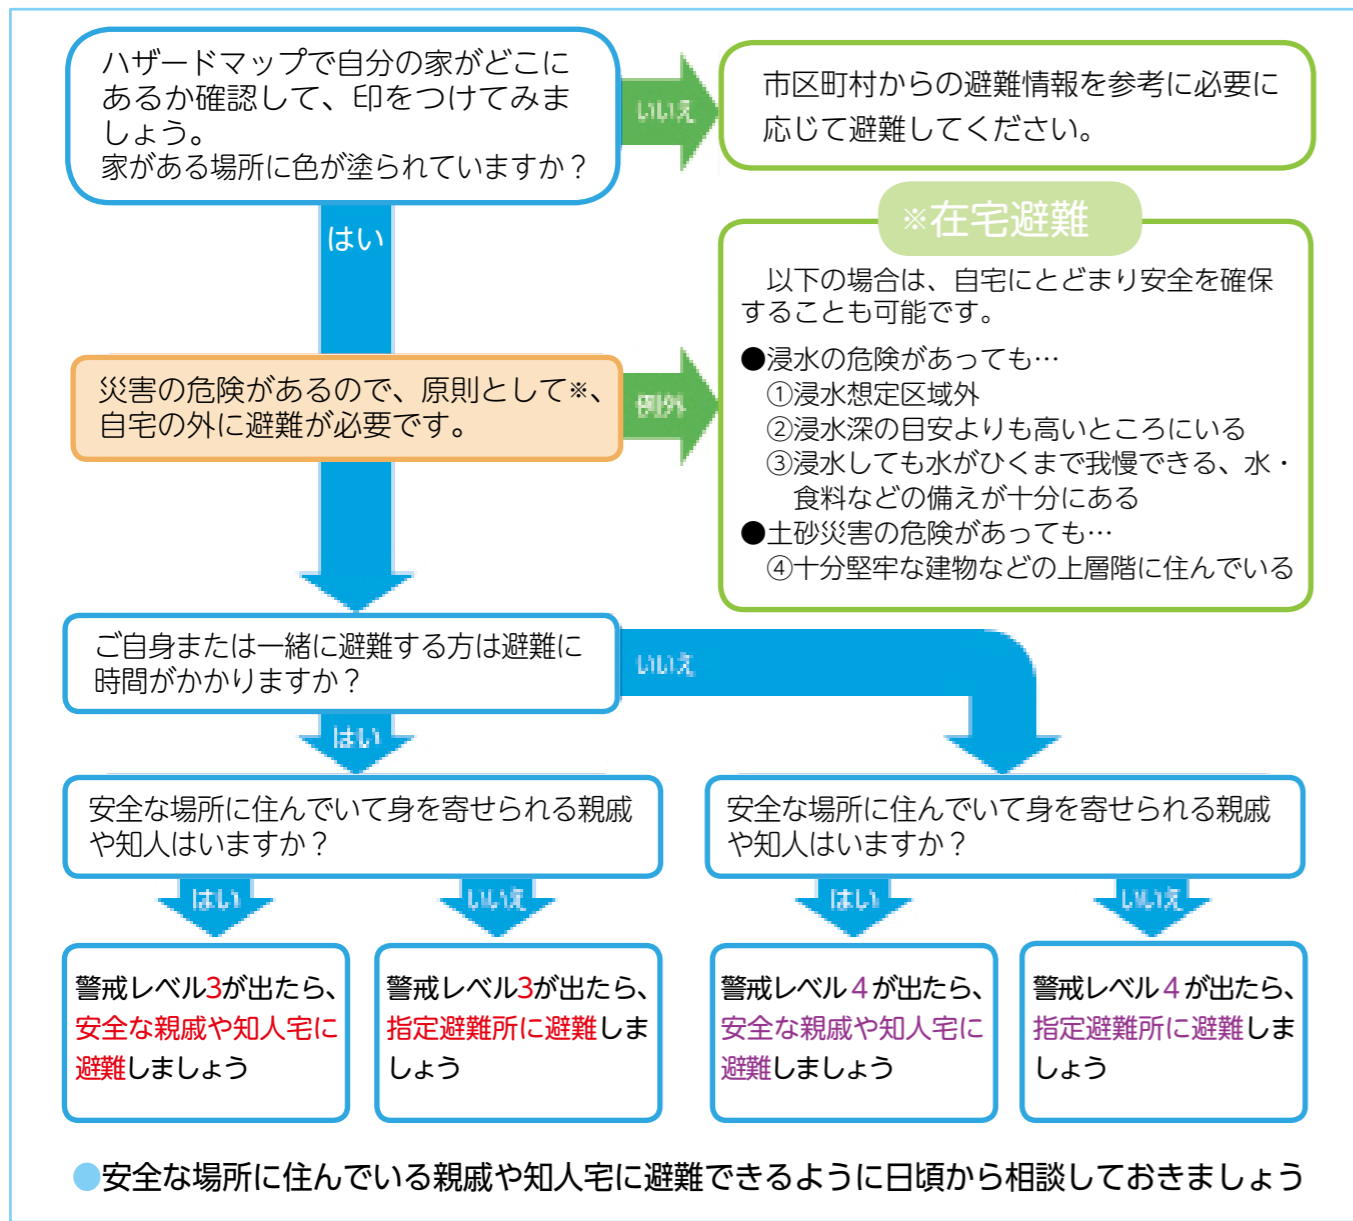 ハザードマップで自分の家がどこに
あるか確認して、印をつけてみま
しょう。
家がある場所に色が塗られていますか？
いいえ
市区町村からの避難情報を参考に必要に
応じて避難してください。
はい
※在宅避難
以下の場合は、自宅にとどまり安全を確保
することも可能です。
●浸水の危険があっても…
①浸水想定区域外
②浸水深の目安よりも高いところにいる
③浸水しても水がひくまで我慢できる、水・
食料などの備えが十分にある
●土砂災害の危険があっても…
④十分堅牢な建物などの上層階に住んでいる
災害の危険があるので、原則として※、
自宅の外に避難が必要です。
例外
ご自身または一緒に避難する方は避難に
時間がかかりますか？
いいえ
はい
安全な場所に住んでいて身を寄せられる親戚
や知人はいますか？
安全な場所に住んでいて身を寄せられる親戚
や知人はいますか？
はい
いいえ
はい
いいえ
警戒レベル3が出たら、
安全な親戚や知人宅に
避難しましょう
警戒レベル3が出たら、
指定避難所に避難しま
しょう
警戒レベル４が出たら、
安全な親戚や知人宅に
避難しましょう
警戒レベル４が出たら、
指定避難所に避難しま
しょう
●安全な場所に住んでいる親戚や知人宅に避難できるように日頃から相談しておきましょう